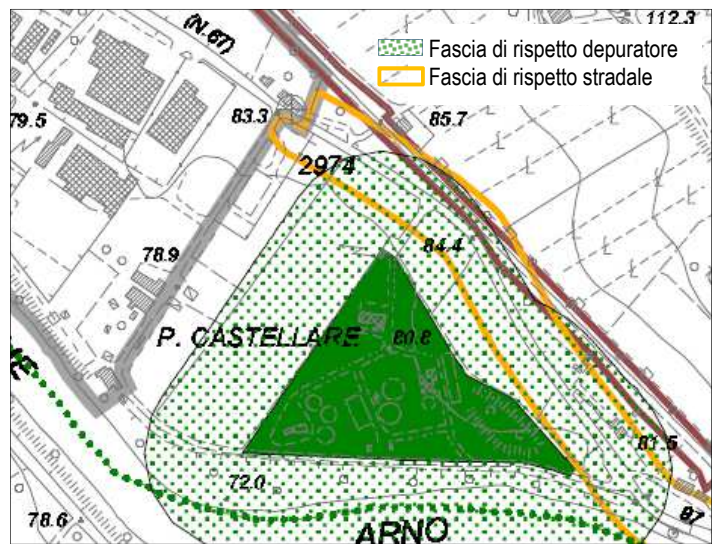 (N.67)
112.3
Fascia di rispetto depuratore
Fascia di rispetto stradale
79.5
83.3
85.7
2974
78.9
84.4
P. CASTELLARE
80.8
81.5
72.0
87
78.6
ARNO